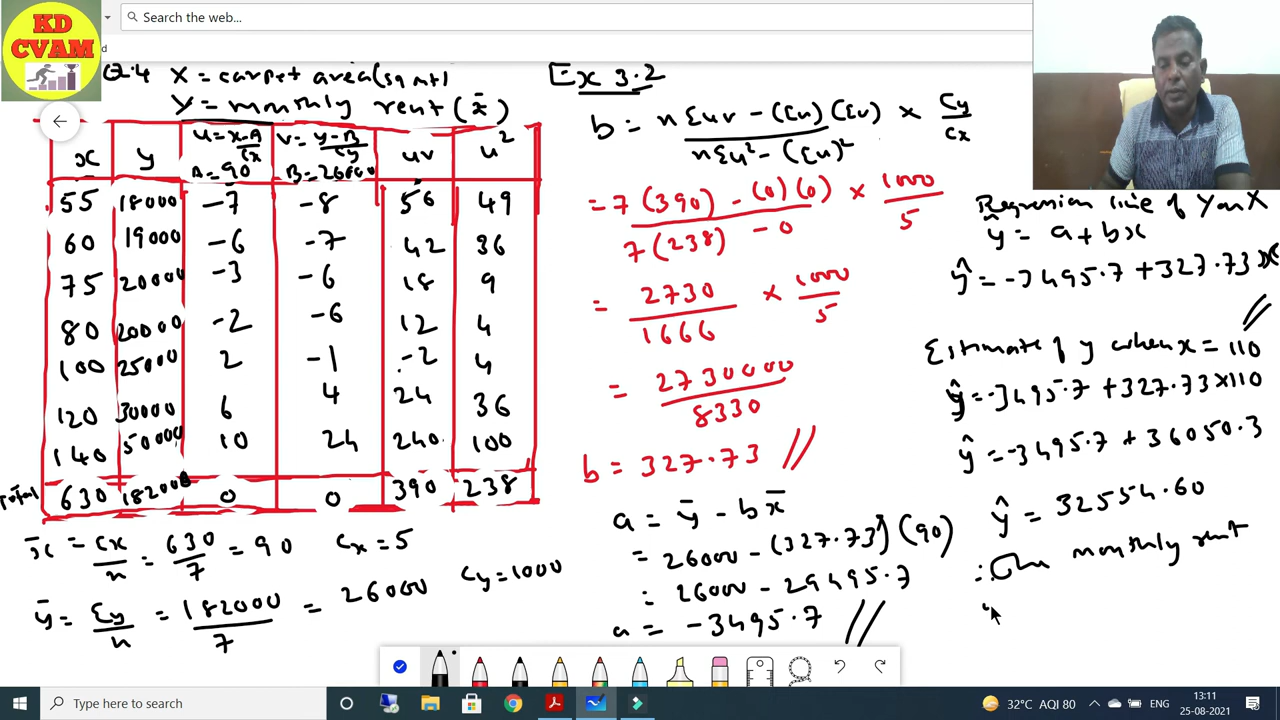 KD
CVAM
Search the web...
Q.4 X = carpet area (sq mt)
Y = monthly rent (₹)
Ex 3.2
x y u = x-A/Cx v = y-B/Cy uv u²
A = 90 B = 26000
55 18000 -7 -8 56 49
60 19000 -6 -7 42 36
75 20000 -3 -6 18 9
80 20000 -2 -6 12 4
100 25000 2 -1 -2 4
120 30000 6 4 24 36
140 50000 10 24 240 100
Total 630 182000 0 0 390 238
x̄ = Σx/n = 630/7 = 90 Cx = 5
ȳ = Σy/n = 182000/7 = 26000 Cy = 1000
b = nΣuv - (Σu)(Σv)/nΣu² - (Σu)² × Cy/Cx
= 7(390) - (0)(0)/7(238) - 0 × 1000/5
= 2730/1666 × 1000/5
= 2730000/8330
b = 327.73 //
a = ȳ - bx̄
= 26000 - (327.73)(90)
= 26000 - 29495.7
a = -3495.7 //
Regression line of Y on X
ŷ = a + bx
ŷ = -3495.7 + 327.73x
//
Estimate of y when x = 110
ŷ = -3495.7 + 327.73 × 110
ŷ = -3495.7 + 36050.3
ŷ = 32554.60
∴ The monthly rent
Type here to search
32°C AQI 80
ENG
13:11
25-08-2021